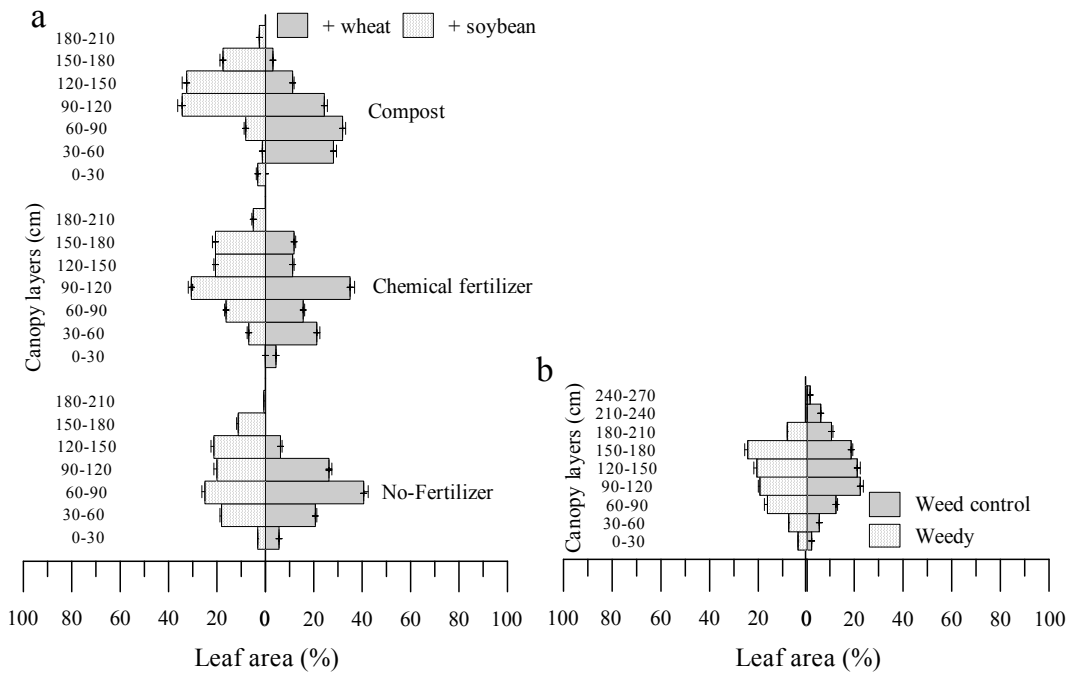 a
+ wheat
+ soybean
Canopy layers (cm)
180-210
150-180
120-150
90-120
60-90
30-60
0-30
Compost
180-210
150-180
120-150
90-120
60-90
30-60
0-30
Chemical fertilizer
180-210
150-180
120-150
90-120
60-90
30-60
0-30
No-Fertilizer
100 80 60 40 20 0 20 40 60 80 100
Leaf area (%)
b
Canopy layers (cm)
240-270
210-240
180-210
150-180
120-150
90-120
60-90
30-60
0-30
Weed control
Weedy
100 80 60 40 20 0 20 40 60 80 100
Leaf area (%)